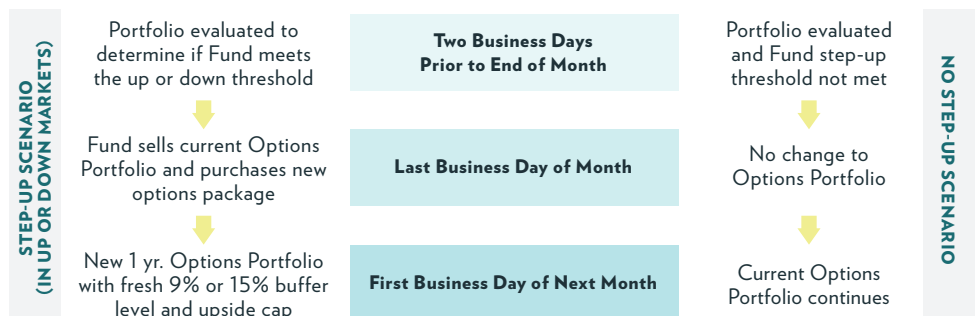 STEP-UP SCENARIO
(IN UP OR DOWN MARKETS)
Portfolio evaluated to
determine if Fund meets
the up or down threshold
Two Business Days
Prior to End of Month
Portfolio evaluated
and Fund step-up
threshold not met
NO STEP-UP SCENARIO
Fund sells current Options
Portfolio and purchases new
options package
Last Business Day of Month
No change to
Options Portfolio
New 1 yr. Options Portfolio
with fresh 9% or 15% buffer
level and upside cap
First Business Day of Next Month
Current Options
Portfolio continues